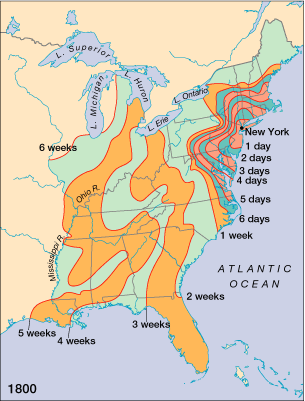 L. Superior
L. Michigan
L. Huron
L. Ontario
L. Erie
New York
1 day
2 days
3 days
4 days
5 days
6 days
1 week
6 weeks
Ohio R.
Mississippi R.
ATLANTIC
OCEAN
2 weeks
3 weeks
5 weeks
4 weeks
1800